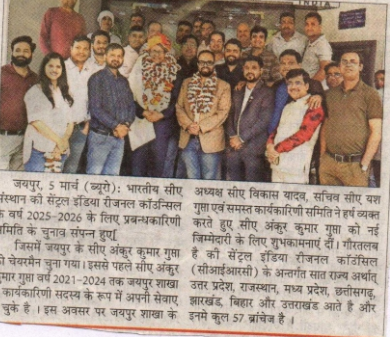 INDIA
जयपुर, 5 मार्च (ब्यूरो): भारतीय सीए
संस्थान की सेंट्रल इंडिया रीजनल काउंन्सिल
के वर्ष 2025-2026 के लिए प्रबन्धकारिणी
समिति के चुनाव संपन्न हुए
जिसमें जयपुर के सीए अंकुर कुमार गुप्ता
को चेयरमैन चुना गया। इससे पहले सीए अंकुर
कुमार गुप्ता वर्ष 2021-2024 तक जयपुर शाखा
कार्यकारिणी सदस्य के रूप में अपनी सेवाए
चुके है । इस अवसर पर जयपुर शाखा के
अध्यक्ष सीए विकास यादव, सचिव सीए यश
गुप्ता एवं समस्त कार्यकारिणी समिति ने हर्ष व्यक्त
करते हुए सीए अंकुर कुमार गुप्ता को नई
जिम्मेदारी के लिए शुभकामनाएं दीं। गौरतलब
है की सेंट्रल इंडिया रीजनल काउंसिल
(सीआईआरसी) के अन्तर्गत सात राज्य अर्थात्
उत्तर प्रदेश, राजस्थान, मध्य प्रदेश, छत्तीसगढ़,
झारखंड, बिहार और उत्तराखंड आते है और
इनमे कुल 57 ब्रांचेज है ।